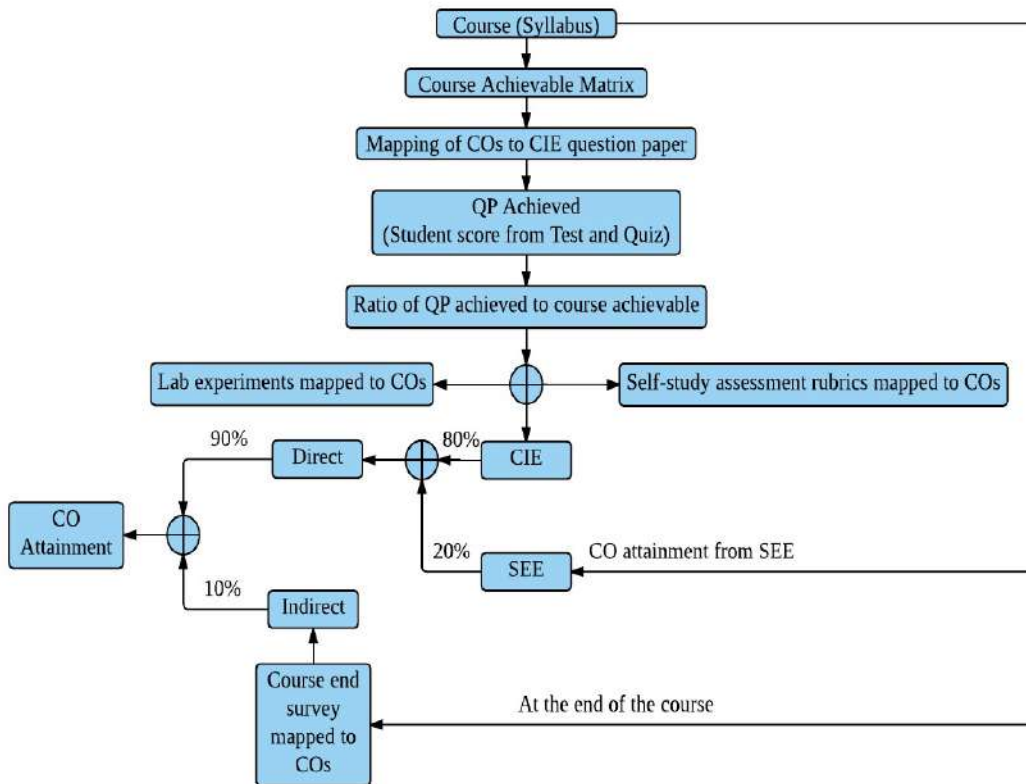 Course (Syllabus)
Course Achievable Matrix
Mapping of COs to CIE question paper
QP Achieved
(Student score from Test and Quiz)
Ratio of QP achieved to course achievable
Lab experiments mapped to COs
Self-study assessment rubrics mapped to COs
90%
Direct
80%
CIE
CO
Attainment
20%
SEE
CO attainment from SEE
10%
Indirect
Course end
survey
mapped to
COs
At the end of the course